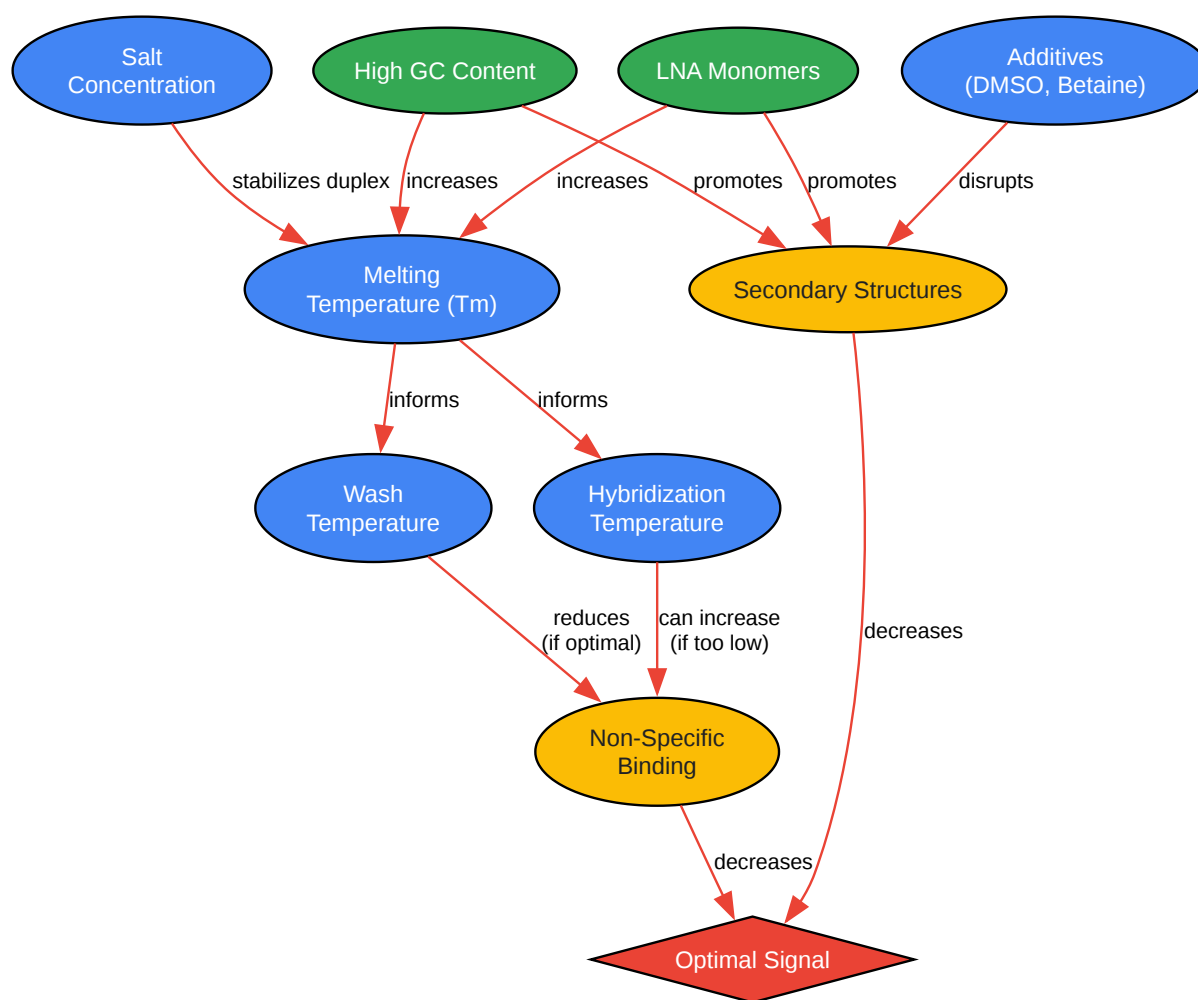 Salt
Concentration
High GC Content
LNA Monomers
Additives
(DMSO, Betaine)
stabilizes duplex
increases
increases
promotes
promotes
disrupts
Melting
Temperature (Tm)
Secondary Structures
informs
informs
Wash
Temperature
Hybridization
Temperature
reduces
(if optimal)
can increase
(if too low)
decreases
Non-Specific
Binding
decreases
Optimal Signal